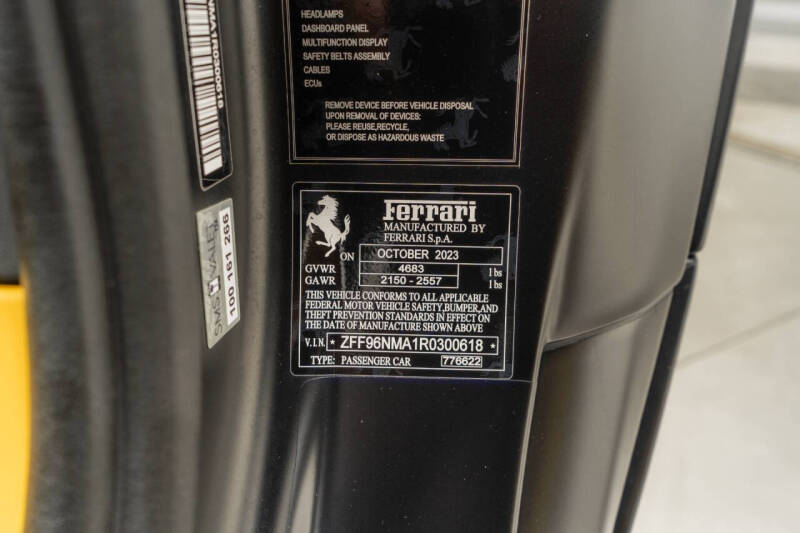 HEADLAMPS
DASHBOARD PANEL
MULTIFUNCTION DISPLAY
SAFETY BELTS ASSEMBLY
CABLES
ECUs
REMOVE DEVICE BEFORE VEHICLE DISPOSAL
UPON REMOVAL OF DEVICES:
PLEASE REUSE,RECYCLE,
OR DISPOSE AS HAZARDOUS WASTE
Ferrari
MANUFACTURED BY
FERRARI S.p.A.
ON OCTOBER 2023
GVWR 4683 lbs
GAWR 2150 - 2557 lbs
THIS VEHICLE CONFORMS TO ALL APPLICABLE
FEDERAL MOTOR VEHICLE SAFETY,BUMPER,AND
THEFT PREVENTION STANDARDS IN EFFECT ON
THE DATE OF MANUFACTURE SHOWN ABOVE
V.I.N. * ZFF96NMA1R0300618 *
TYPE: PASSENGER CAR 776622
100 161 266